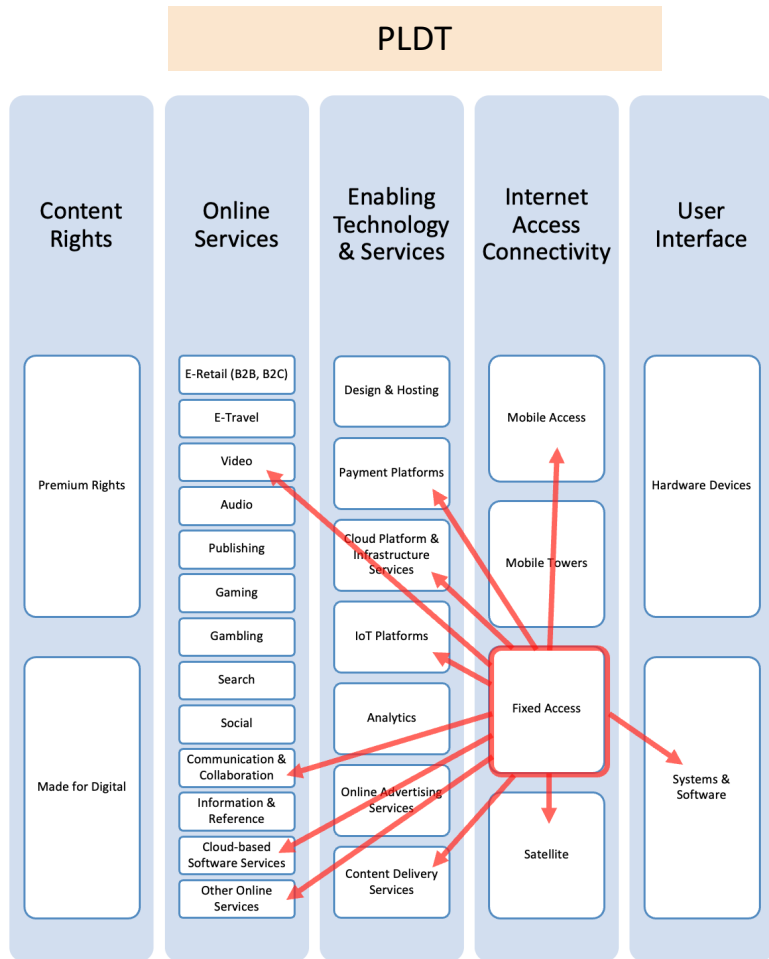 PLDT
Content
Rights
Premium Rights
Made for Digital
Online
Services
E-Retail (B2B, B2C)
E-Travel
Video
Audio
Publishing
Gaming
Gambling
Search
Social
Communication &
Collaboration
Information &
Reference
Cloud-based
Software Services
Other Online
Services
Enabling
Technology
& Services
Design & Hosting
Payment Platforms
Cloud Platform &
Infrastructure
Services
IoT Platforms
Analytics
Online Advertising
Services
Content Delivery
Services
Internet
Access
Connectivity
Mobile Access
Mobile Towers
Fixed Access
Satellite
User
Interface
Hardware Devices
Systems &
Software